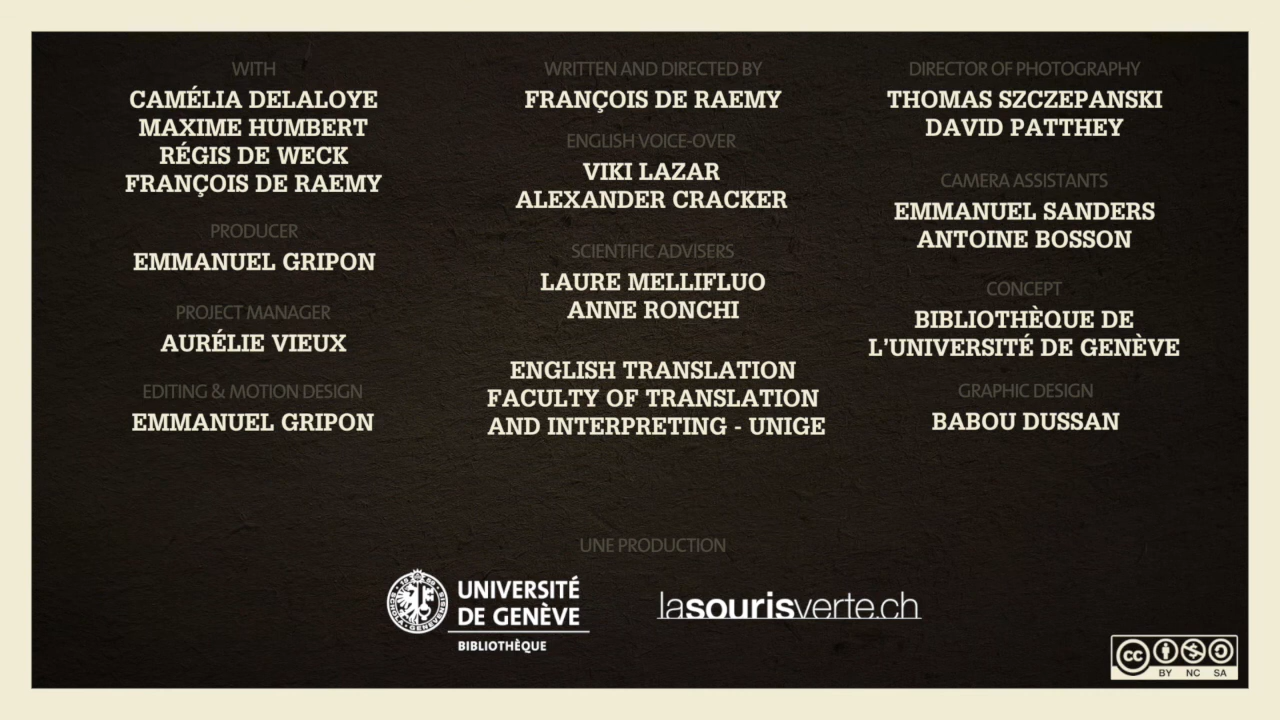 WITH
CAMÉLIA DELALOYE
MAXIME HUMBERT
RÉGIS DE WECK
FRANÇOIS DE RAEMY
PRODUCER
EMMANUEL GRIPON
PROJECT MANAGER
AURÉLIE VIEUX
EDITING & MOTION DESIGN
EMMANUEL GRIPON
WRITTEN AND DIRECTED BY
FRANÇOIS DE RAEMY
ENGLISH VOICE-OVER
VIKI LAZAR
ALEXANDER CRACKER
SCIENTIFIC ADVISERS
LAURE MELLIFLUO
ANNE RONCHI
ENGLISH TRANSLATION
FACULTY OF TRANSLATION
AND INTERPRETING - UNIGE
DIRECTOR OF PHOTOGRAPHY
THOMAS SZCZEPANSKI
DAVID PATTHEY
CAMERA ASSISTANTS
EMMANUEL SANDERS
ANTOINE BOSSON
CONCEPT
BIBLIOTHÈQUE DE
L'UNIVERSITÉ DE GENÈVE
GRAPHIC DESIGN
BABOU DUSSAN
UNE PRODUCTION
SCHOLA GENEVENSIS
UNIVERSITÉ
DE GENÈVE
BIBLIOTHÈQUE
lasourisverte.ch
cc
BY NC SA